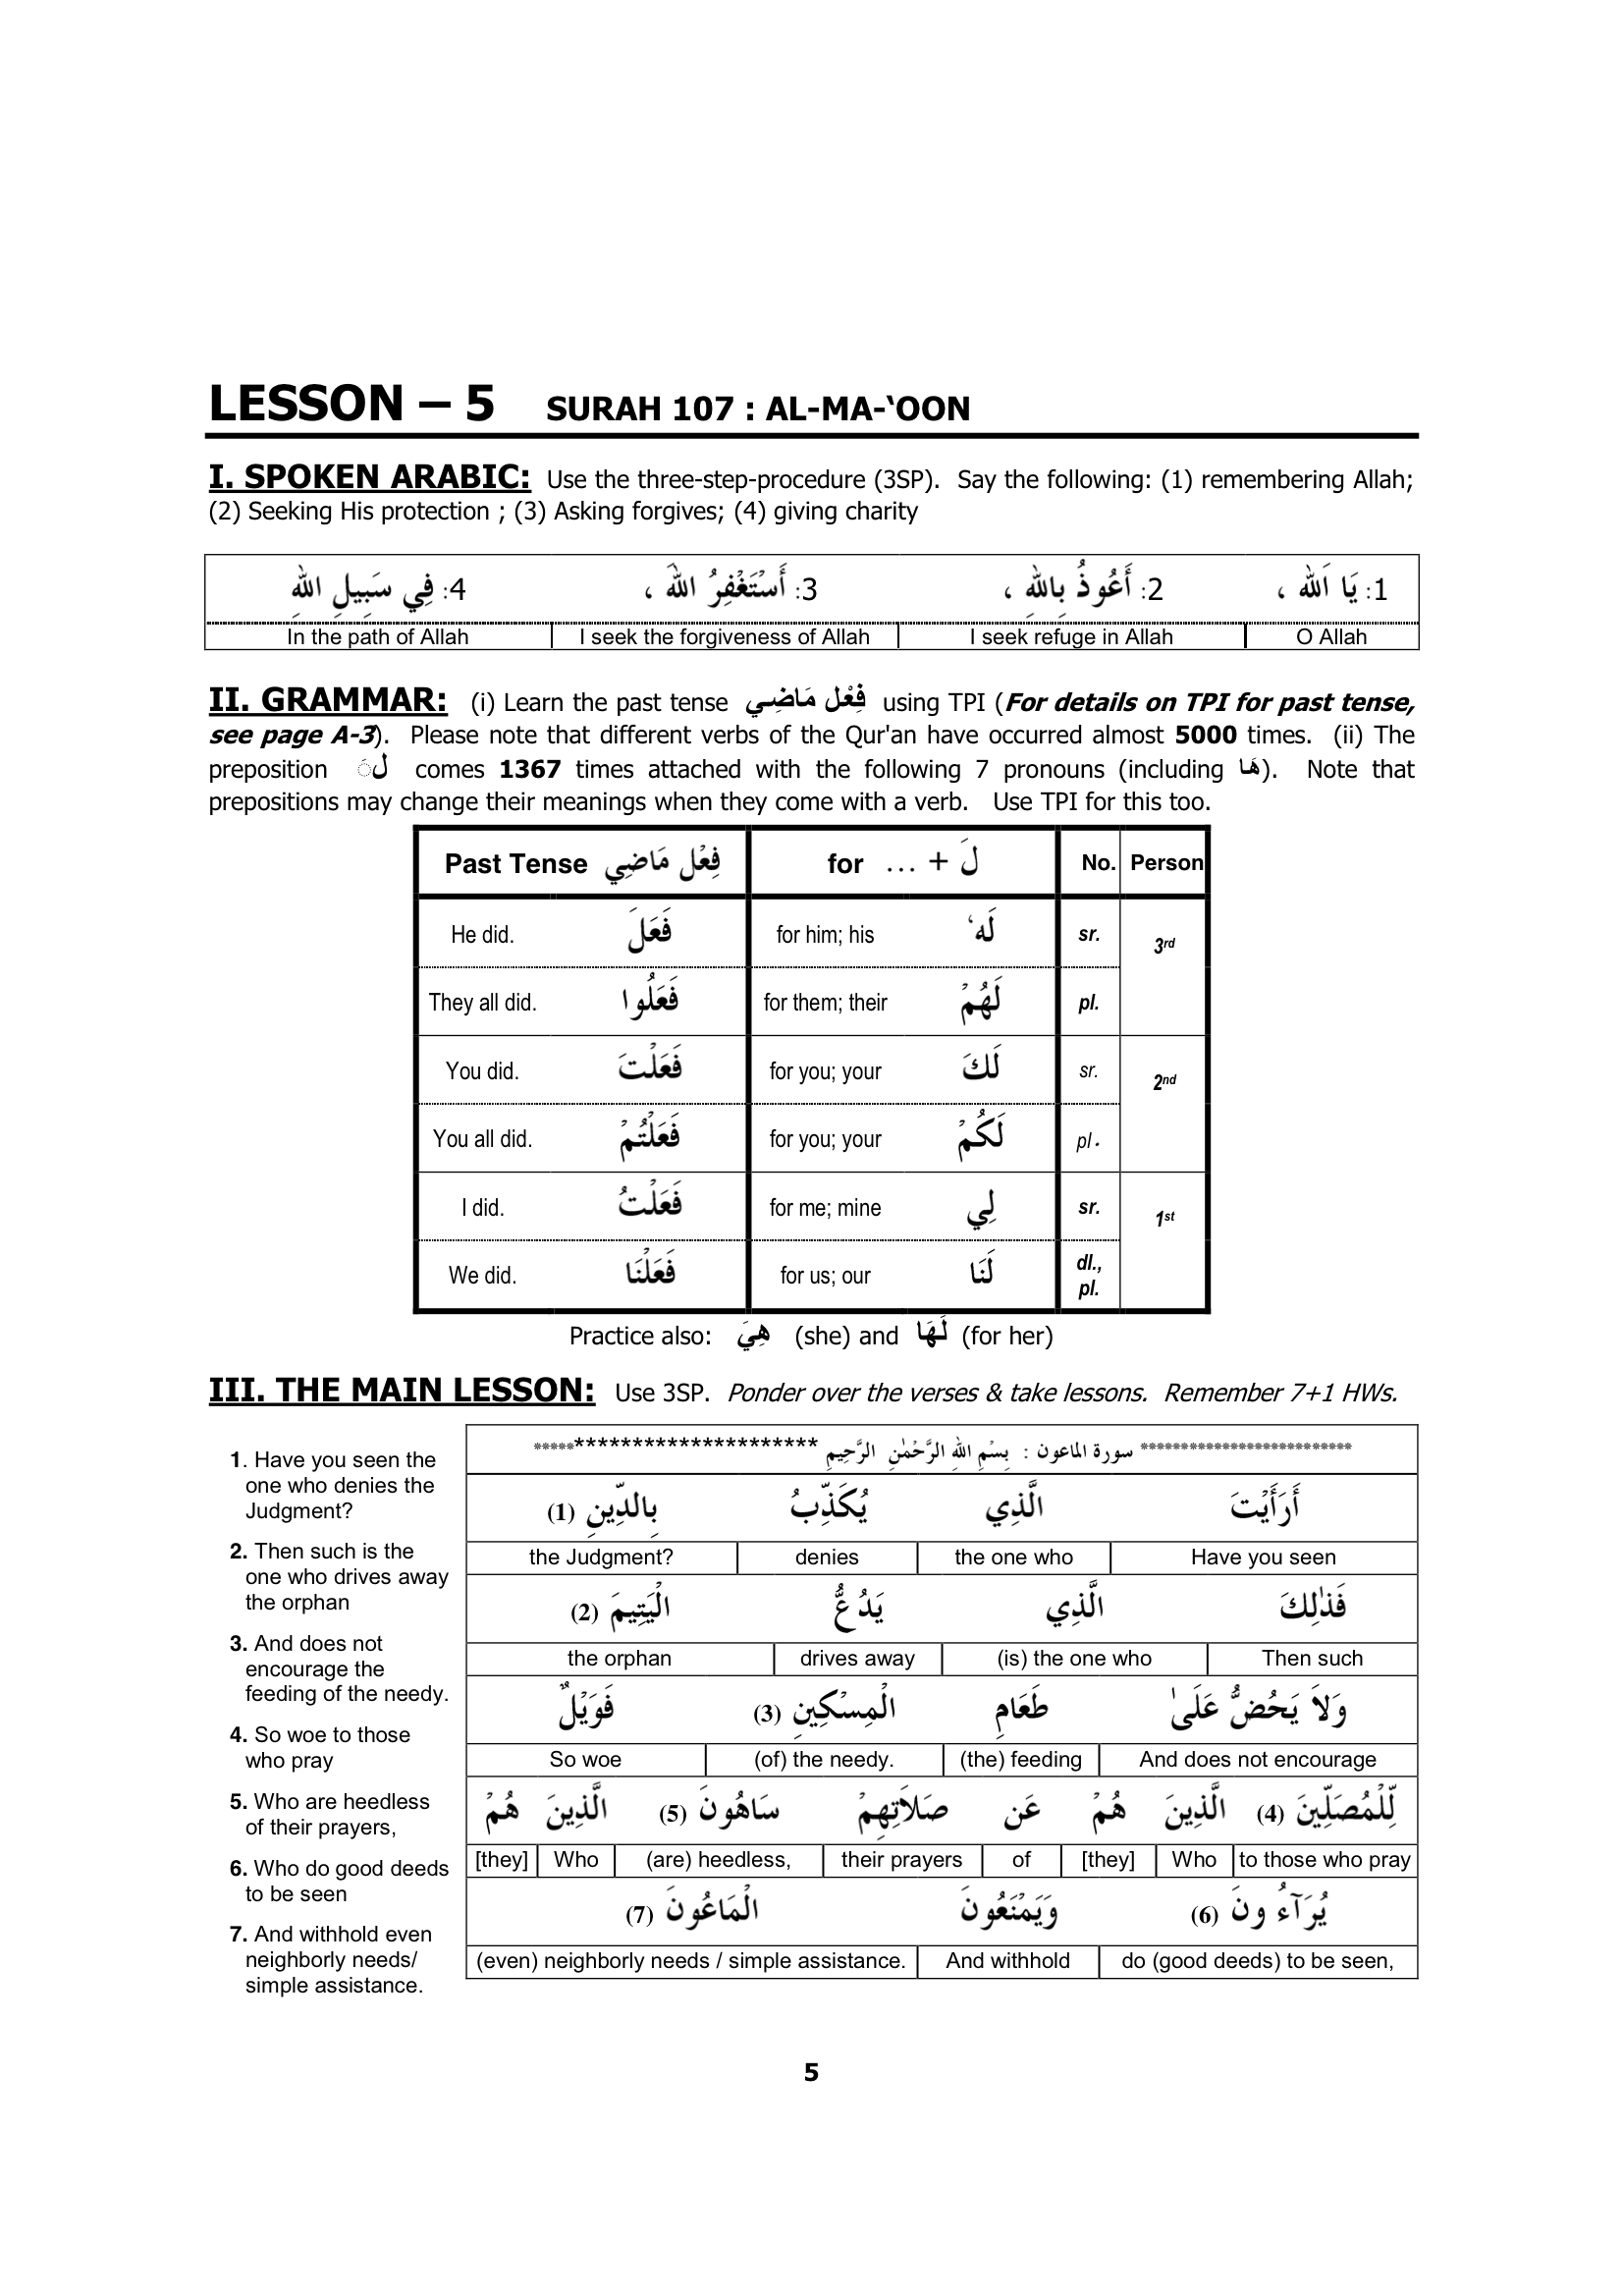 LESSON – 5 SURAH 107 : AL-MA-‘OON
I. SPOKEN ARABIC: Use the three-step-procedure (3SP). Say the following: (1) remembering Allah;
(2) Seeking His protection ; (3) Asking forgives; (4) giving charity
1: يَا اَللهُ ، 2: أَعُوذُ بِاللهِ ، 3: أَسْتَغْفِرُ اللهَ ، 4: فِي سَبِيلِ اللهِ
In the path of Allah I seek the forgiveness of Allah I seek refuge in Allah O Allah
II. GRAMMAR: (i) Learn the past tense فِعْل مَاضِي using TPI (For details on TPI for past tense,
see page A-3). Please note that different verbs of the Qur'an have occurred almost 5000 times. (ii) The
preposition لَ comes 1367 times attached with the following 7 pronouns (including هَا). Note that
prepositions may change their meanings when they come with a verb. Use TPI for this too.
Past Tense فِعْل مَاضِي for ... + لَ No. Person
He did. فَعَلَ for him; his لَهُ sr. 3rd
They all did. فَعَلُوا for them; their لَهُمْ pl.
You did. فَعَلْتَ for you; your لَكَ sr. 2nd
You all did. فَعَلْتُمْ for you; your لَكُمْ pl.
I did. فَعَلْتُ for me; mine لِي sr. 1st
We did. فَعَلْنَا for us; our لَنَا dl., pl.
Practice also: هِيَ (she) and لَهَا (for her)
III. THE MAIN LESSON: Use 3SP. Ponder over the verses & take lessons. Remember 7+1 HWs.
1. Have you seen the
one who denies the
Judgment?
2. Then such is the
one who drives away
the orphan
3. And does not
encourage the
feeding of the needy.
4. So woe to those
who pray
5. Who are heedless
of their prayers,
6. Who do good deeds
to be seen
7. And withhold even
neighborly needs/
simple assistance.
************************** سورة الماعون : بِسْمِ اللهِ الرَّحْمٰنِ الرَّحِيمِ **************************
أَرَأَيْتَ الَّذِي يُكَذِّبُ بِالدِّينِ (1)
the Judgment? denies the one who Have you seen
فَذٰلِكَ الَّذِي يَدُعُّ الْيَتِيمَ (2)
the orphan drives away (is) the one who Then such
وَلاَ يَحُضُّ عَلَىٰ طَعَامِ الْمِسْكِينِ (3) فَوَيْلٌ
So woe (of) the needy. (the) feeding And does not encourage
لِّلْمُصَلِّينَ (4) الَّذِينَ هُمْ عَن صَلاَتِهِمْ سَاهُونَ (5) الَّذِينَ هُمْ
[they] Who (are) heedless, their prayers of [they] Who to those who pray
يُرَآءُونَ (6) وَيَمْنَعُونَ الْمَاعُونَ (7)
(even) neighborly needs / simple assistance. And withhold do (good deeds) to be seen,
5